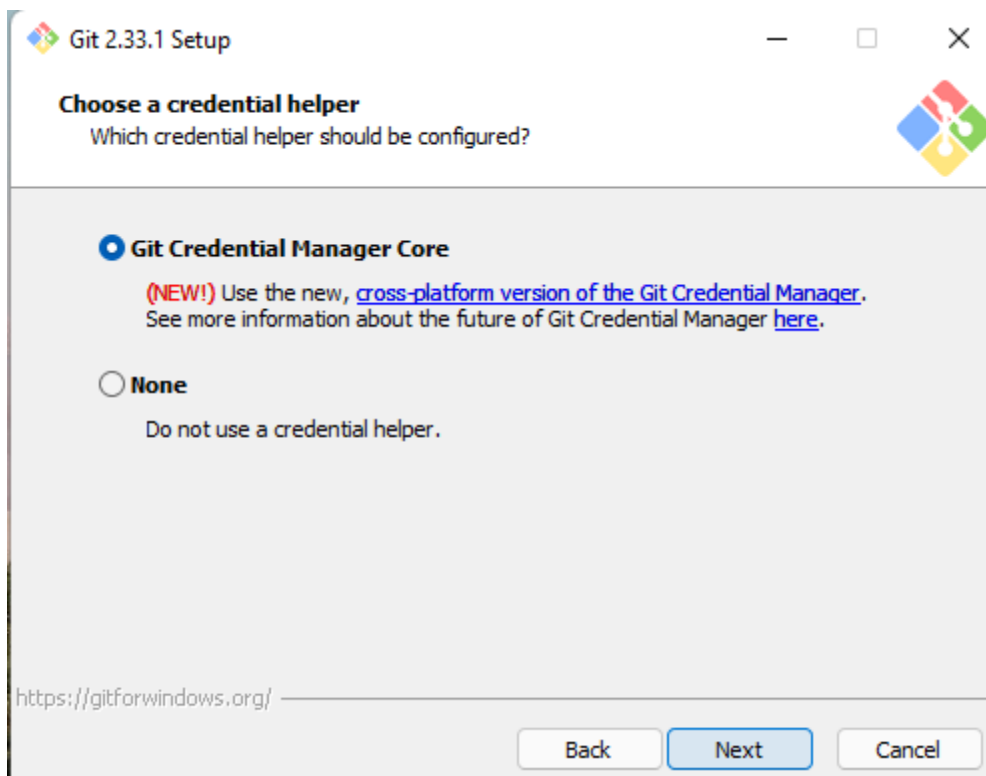 Git 2.33.1 Setup
Choose a credential helper
Which credential helper should be configured?
Git Credential Manager Core
(NEW!) Use the new, cross-platform version of the Git Credential Manager.
See more information about the future of Git Credential Manager here.
None
Do not use a credential helper.
https://gitforwindows.org/
Back Next Cancel